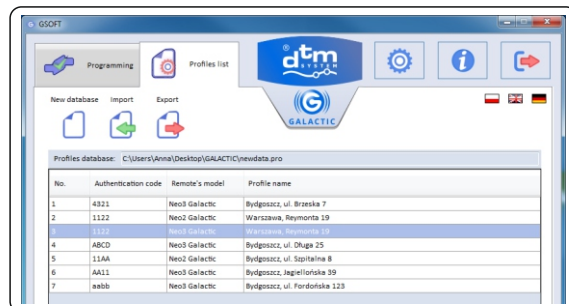 GSOFT
Programming
Profiles list
dtm
SYSTEM
GALACTIC
New database Import Export
Profiles database: C:\Users\Anna\Desktop\GALACTIC\newdata.pro
No. Authentication code Remote's model Profile name
1 4321 Neo3 Galactic Bydgoszcz, ul. Brzeska 7
2 1122 Neo2 Galactic Warszawa, Reymonta 19
3 1122 Neo3 Galactic Warszawa, Reymonta 19
4 ABCD Neo3 Galactic Bydgoszcz, ul. Długa 25
5 11AA Neo2 Galactic Bydgoszcz, ul. Szpitalna 8
6 AA11 Neo3 Galactic Bydgoszcz, Jagiellońska 39
7 aabb Neo3 Galactic Bydgoszcz, ul. Fordońska 123